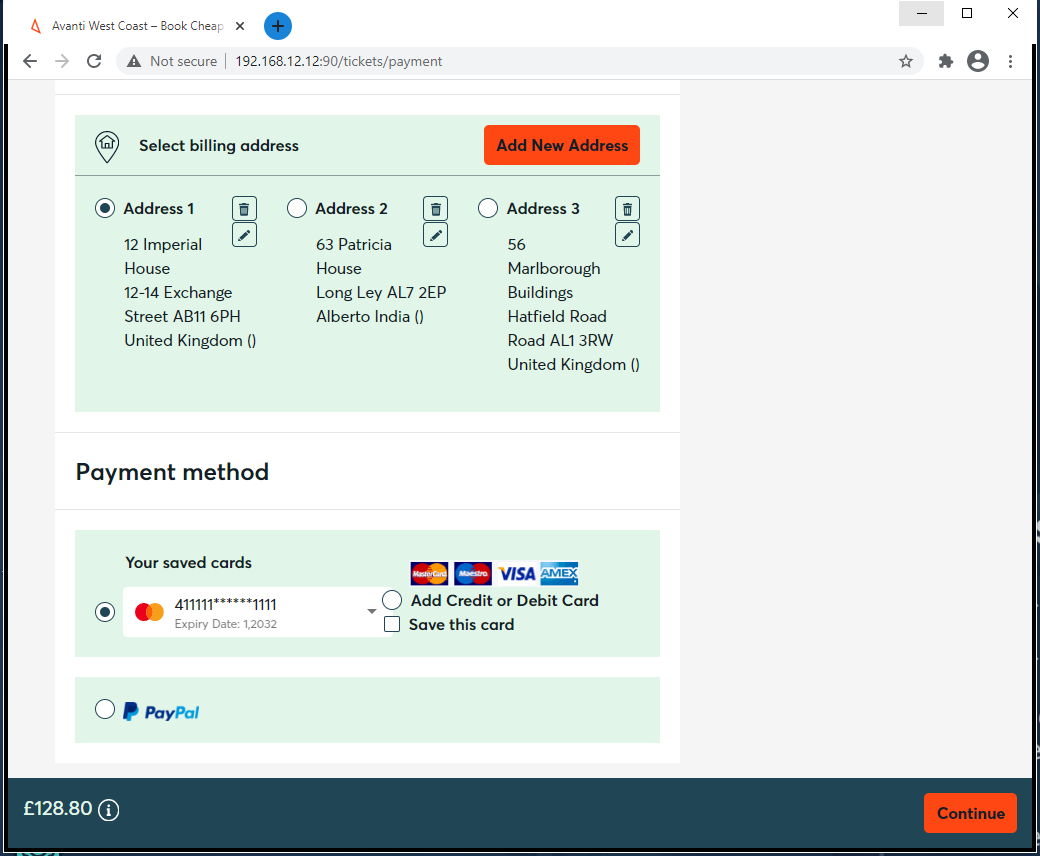 Avanti West Coast – Book Cheap
Not secure
192.168.12.12:90/tickets/payment
Select billing address
Add New Address
Address 1
12 Imperial
House
12-14 Exchange
Street AB11 6PH
United Kingdom ()
Address 2
63 Patricia
House
Long Ley AL7 2EP
Alberto India ()
Address 3
56
Marlborough
Buildings
Hatfield Road
Road AL1 3RW
United Kingdom ()
Payment method
Your saved cards
411111******1111
Expiry Date: 1,2032
MasterCard
Maestro
VISA
AMEX
Add Credit or Debit Card
Save this card
PayPal
£128.80
Continue